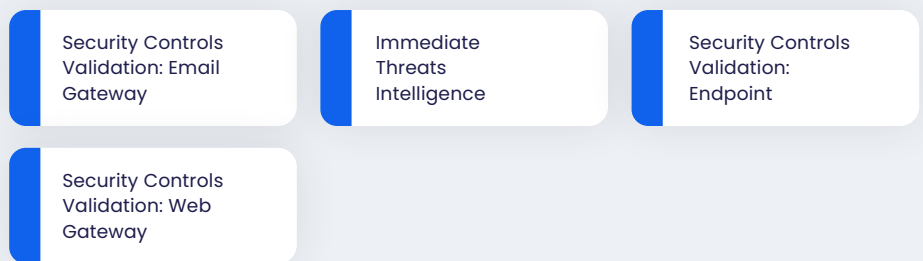 Security Controls
Validation: Email
Gateway
Immediate
Threats
Intelligence
Security Controls
Validation:
Endpoint
Security Controls
Validation: Web
Gateway